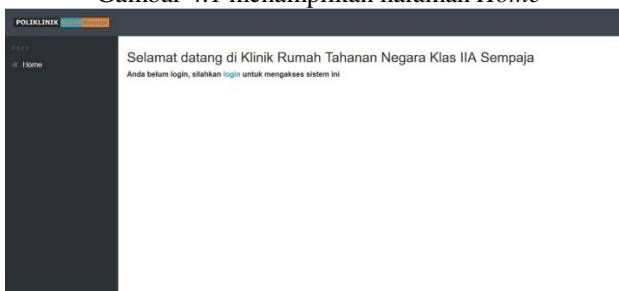 Gambar 4.1 menampilkan halaman Home
POLIKLINIK
Home
Selamat datang di Klinik Rumah Tahanan Negara Klas IIA Sempaja
Anda belum login, silahkan login untuk mengakses sistem ini